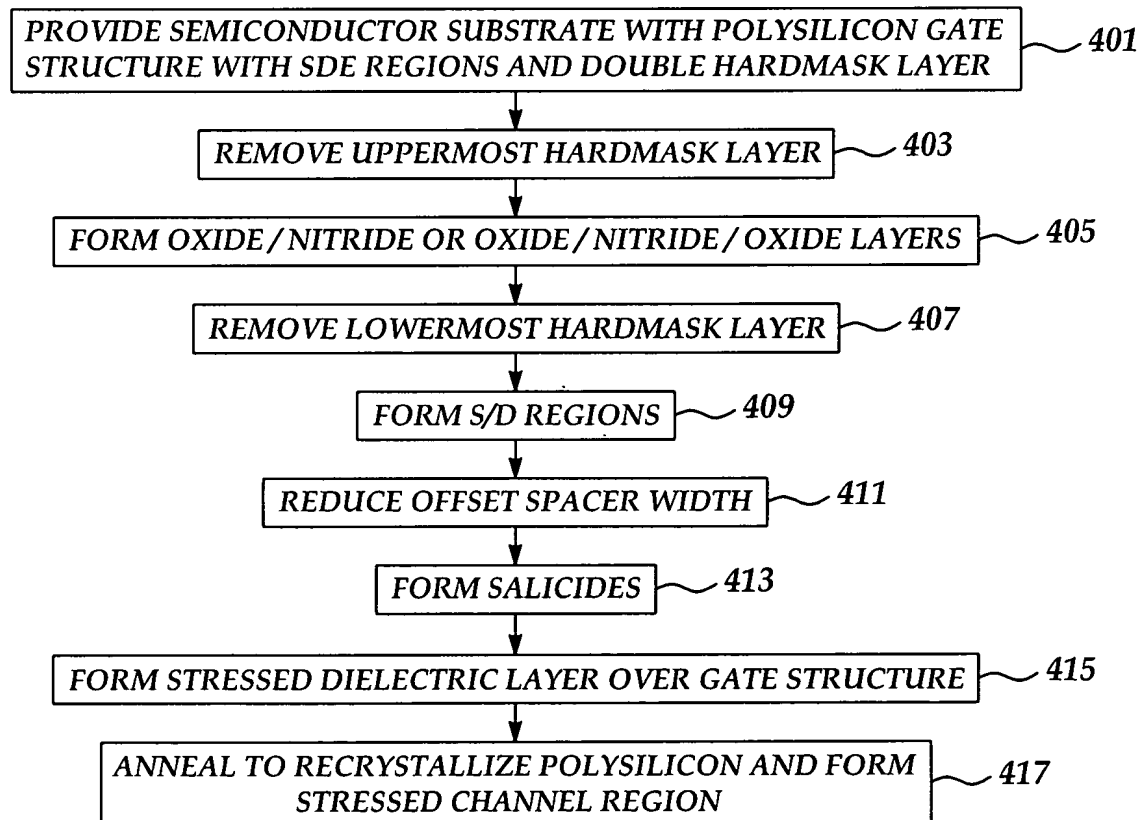 PROVIDE SEMICONDUCTOR SUBSTRATE WITH POLYSILICON GATE
STRUCTURE WITH SDE REGIONS AND DOUBLE HARDMASK LAYER
401
REMOVE UPPERMOST HARDMASK LAYER
403
FORM OXIDE/NITRIDE OR OXIDE/NITRIDE/OXIDE LAYERS
405
REMOVE LOWERMOST HARDMASK LAYER
407
FORM S/D REGIONS
409
REDUCE OFFSET SPACER WIDTH
411
FORM SALICIDES
413
FORM STRESSED DIELECTRIC LAYER OVER GATE STRUCTURE
415
ANNEAL TO RECRYSTALLIZE POLYSILICON AND FORM
STRESSED CHANNEL REGION
417